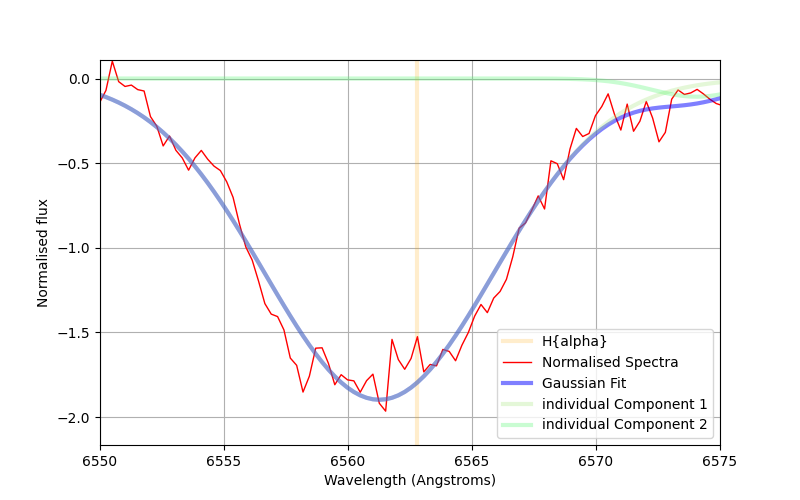 0.0
−0.5
−1.0
−1.5
−2.0
Normalised flux
6550 6555 6560 6565 6570 6575
Wavelength (Angstroms)
H{alpha}
Normalised Spectra
Gaussian Fit
individual Component 1
individual Component 2